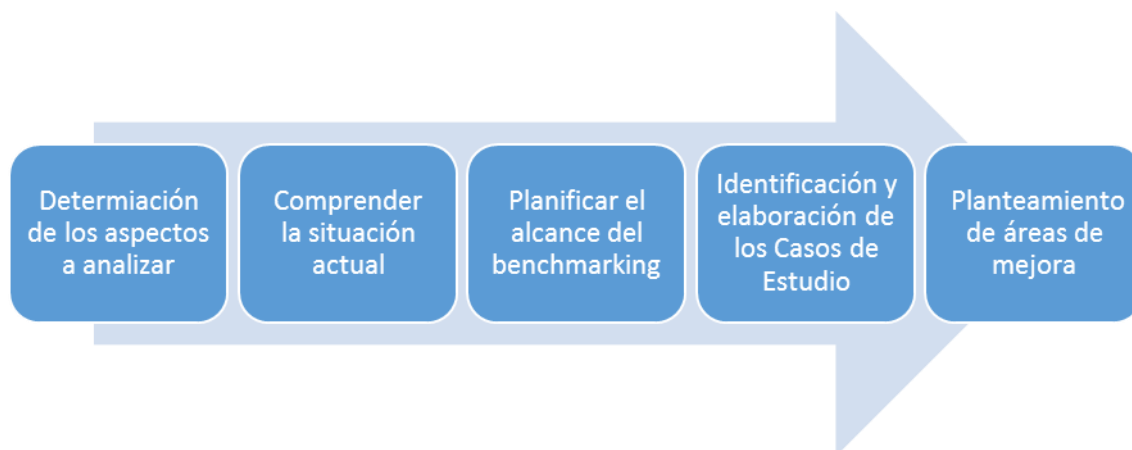 Determiación
de los aspectos
a analizar
Comprender
la situación
actual
Planificar el
alcance del
benchmarking
Identificación y
elaboración de
los Casos de
Estudio
Planteamiento
de áreas de
mejora